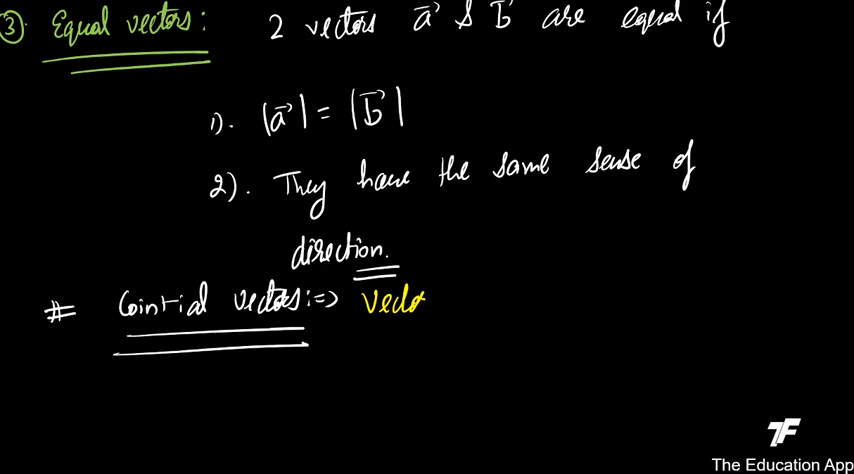 ③ Equal vectors: 2 vectors a⃗ & b⃗ are equal if
1). |a⃗| = |b⃗|
2). They have the same sense of
direction.
# Cointial vectors:=> vecto
The Education App